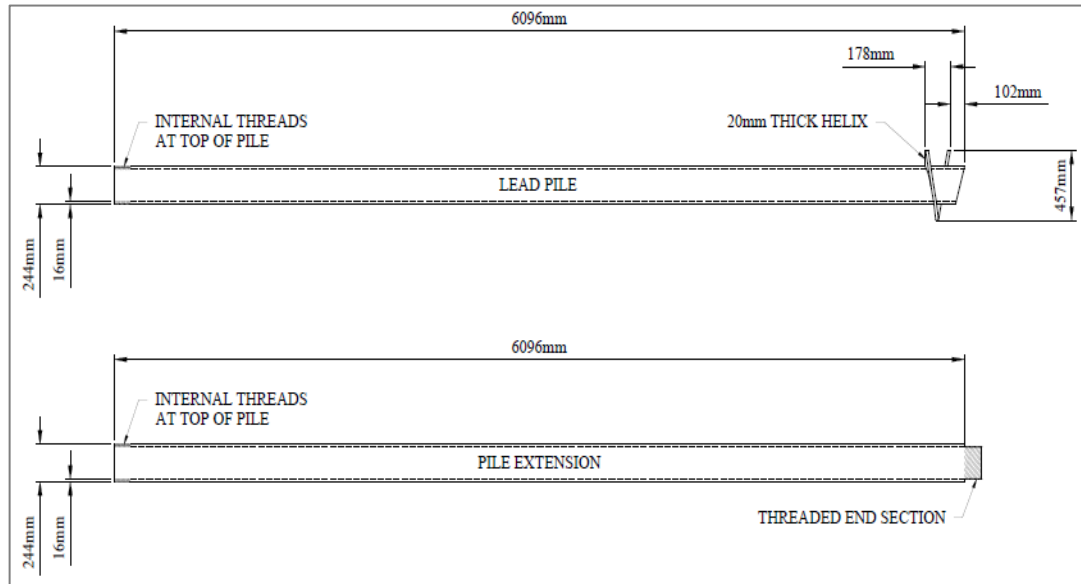 6096mm
178mm
102mm
INTERNAL THREADS
AT TOP OF PILE
20mm THICK HELIX
LEAD PILE
457mm
244mm
16mm
6096mm
INTERNAL THREADS
AT TOP OF PILE
PILE EXTENSION
THREADED END SECTION
244mm
16mm